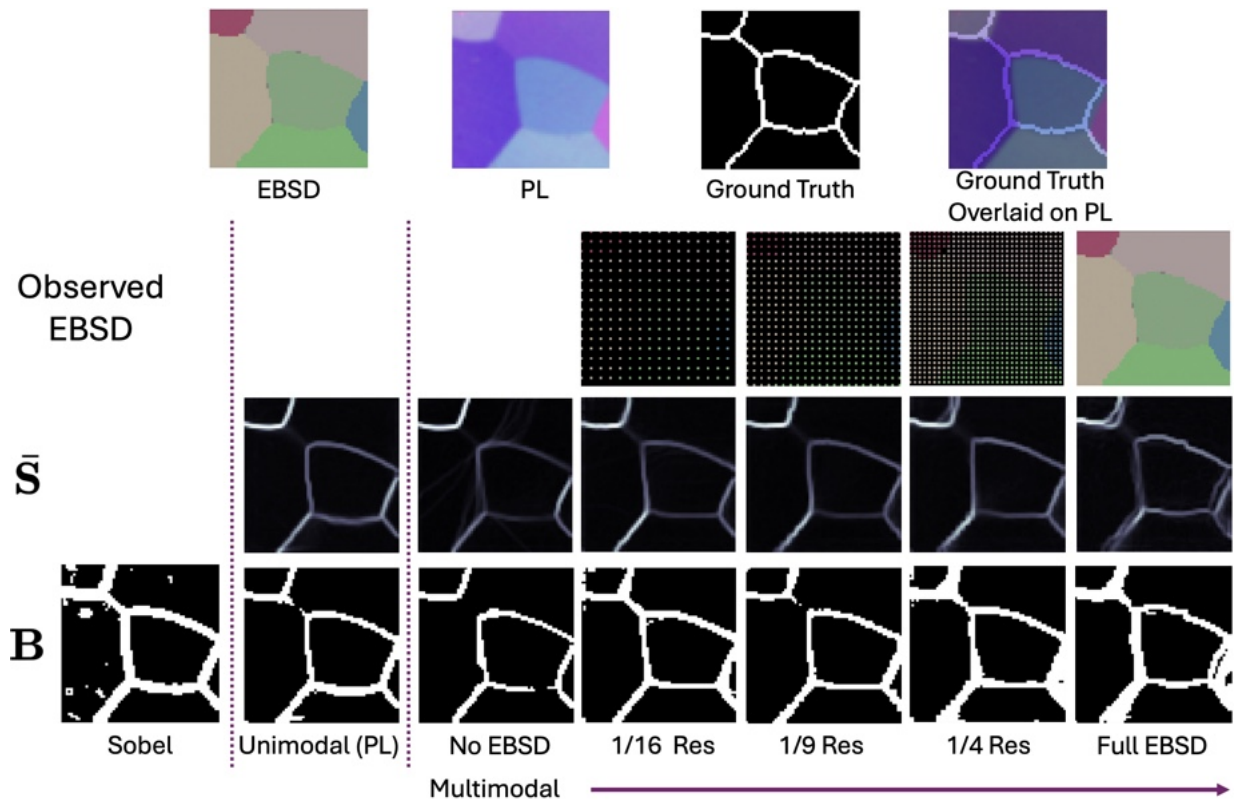 EBSD
PL
Ground Truth
Ground Truth
Overlaid on PL
Observed
EBSD
S̄
B
Sobel
Unimodal (PL)
No EBSD
1/16 Res
1/9 Res
1/4 Res
Full EBSD
Multimodal